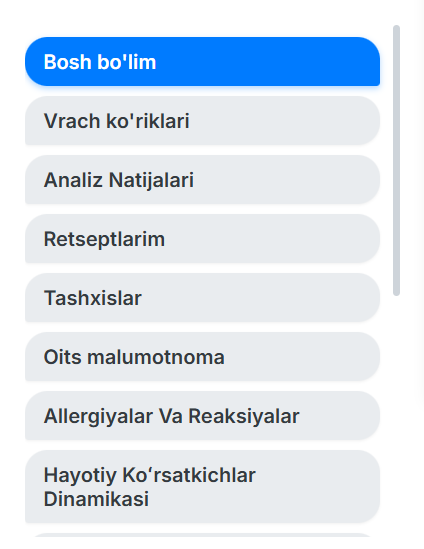 Bosh bo'lim
Vrach ko'riklari
Analiz Natijalari
Retseptlarim
Tashxislar
Oits malumotnoma
Allergiyalar Va Reaksiyalar
Hayotiy Koʻrsatkichlar
Dinamikasi